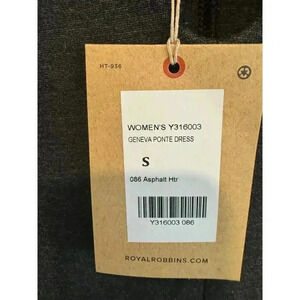 HT-936
WOMEN'S Y316003
GENEVA PONTE DRESS
S
086 Asphalt Htr
Y316003 086
ROYALROBBINS.COM